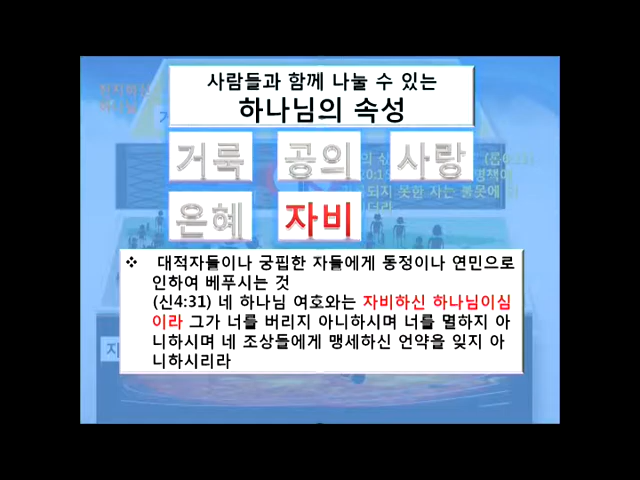 사람들과 함께 나눌 수 있는
하나님의 속성
거룩 공의 사랑
은혜 자비
❖ 대적자들이나 궁핍한 자들에게 동정이나 연민으로
인하여 베푸시는 것
(신4:31) 네 하나님 여호와는 자비하신 하나님이심
이라 그가 너를 버리지 아니하시며 너를 멸하지 아
니하시며 네 조상들에게 맹세하신 언약을 잊지 아
니하시리라